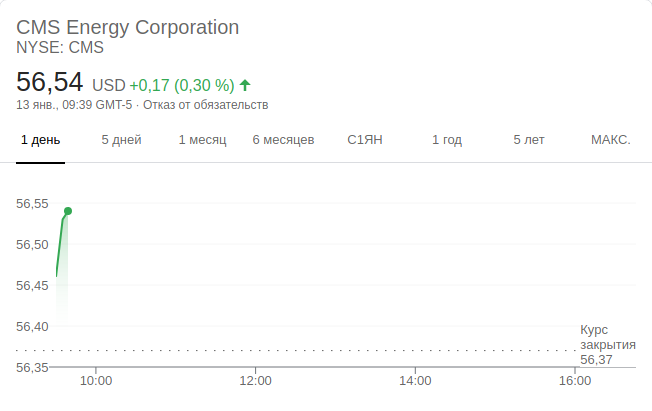 CMS Energy Corporation
NYSE: CMS
56,54 USD +0,17 (0,30 %)
13 янв., 09:39 GMT-5 · Отказ от обязательств
1 день 5 дней 1 месяц 6 месяцев С1ЯН 1 год 5 лет МАКС.
56,55
56,50
56,45
56,40
Курс
закрытия
56,37
56,35
10:00 12:00 14:00 16:00